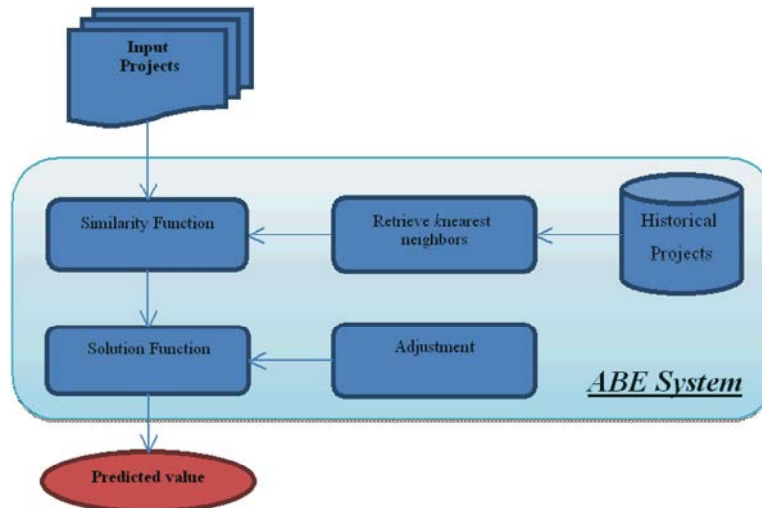 Input
Projects
Similarity Function
Retrieve knearest
neighbors
Historical
Projects
Solution Function
Adjustment
ABE System
Predicted value